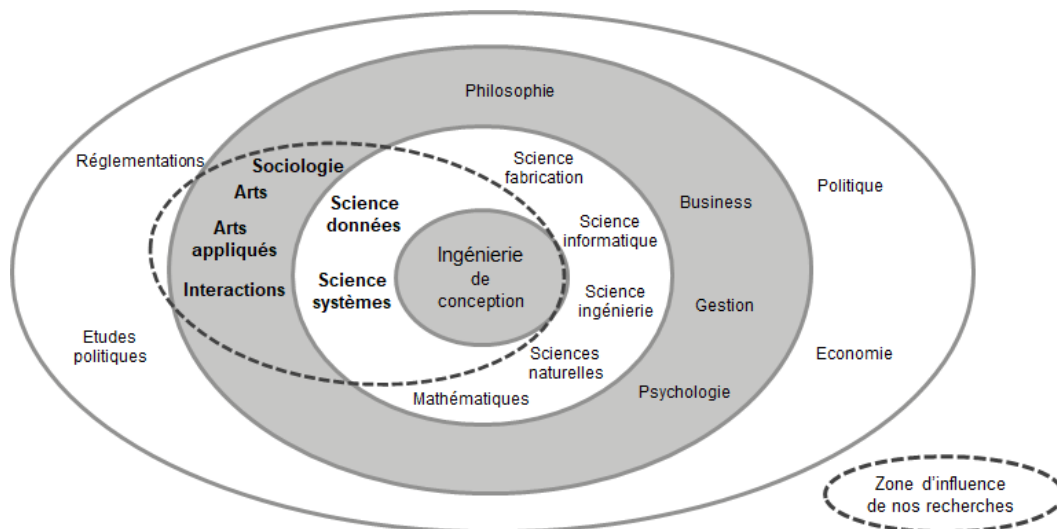 Philosophie
Réglementations
Sociologie
Arts
Arts
appliqués
Interactions
Science
données
Science
systèmes
Ingénierie
de
conception
Science
fabrication
Science
informatique
Science
ingénierie
Sciences
naturelles
Mathématiques
Business
Gestion
Psychologie
Politique
Economie
Etudes
politiques
Zone d'influence
de nos recherches